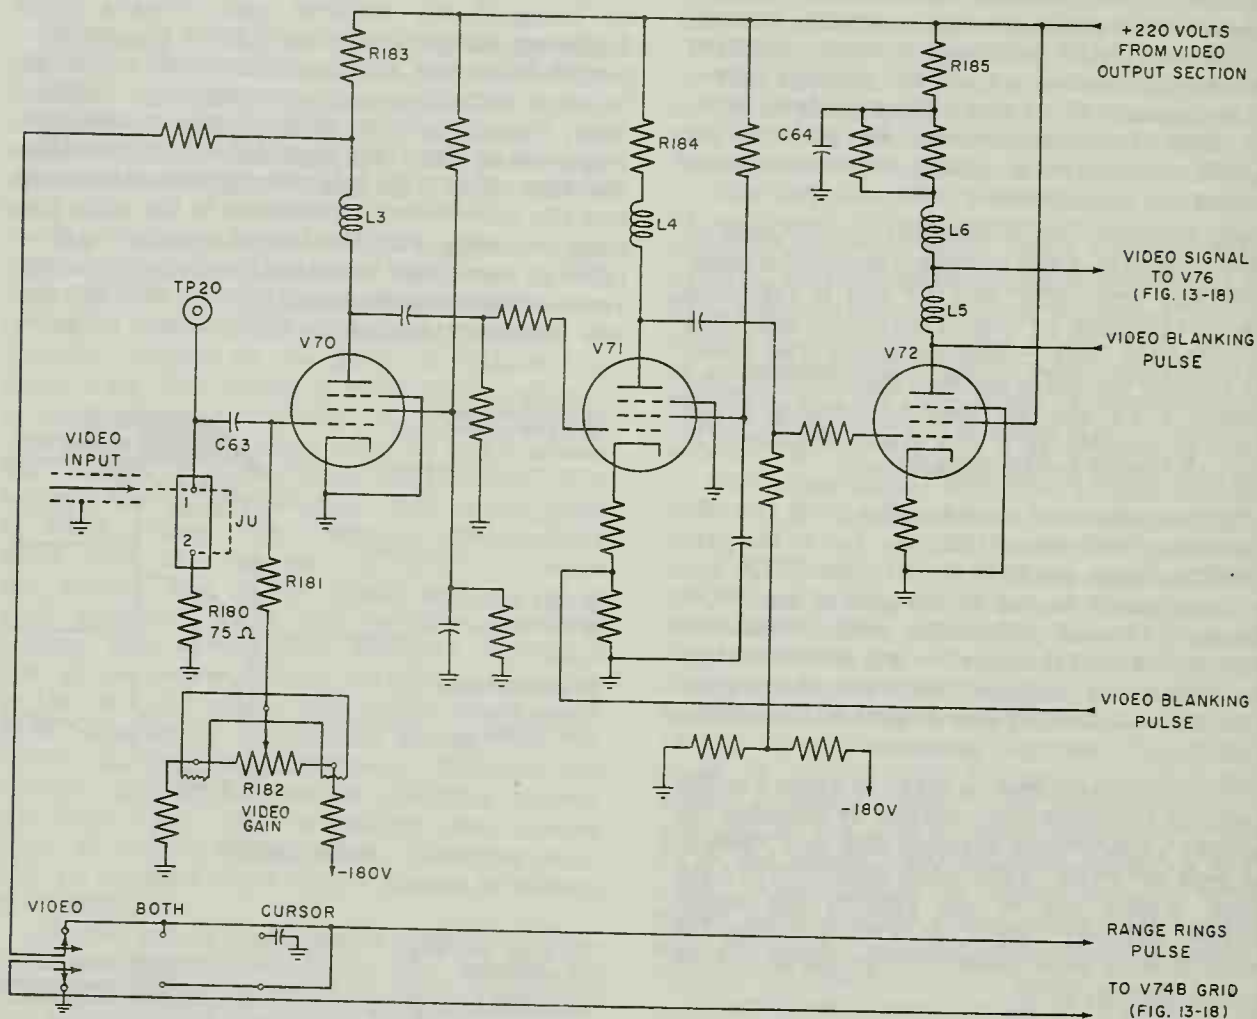 R183
+220 VOLTS
FROM VIDEO
OUTPUT SECTION
R185
C64
R184
L3
L4
L6
VIDEO SIGNAL
TO V76
(FIG. 13-18)
L5
TP20
V70
V71
V72
VIDEO BLANKING
PULSE
C63
VIDEO
INPUT
1
JU
2
R181
R180
75 Ω
VIDEO BLANKING
PULSE
R182
VIDEO
GAIN
-180V
-180V
VIDEO
BOTH
CURSOR
RANGE RINGS
PULSE
TO V74B GRID
(FIG. 13-18)